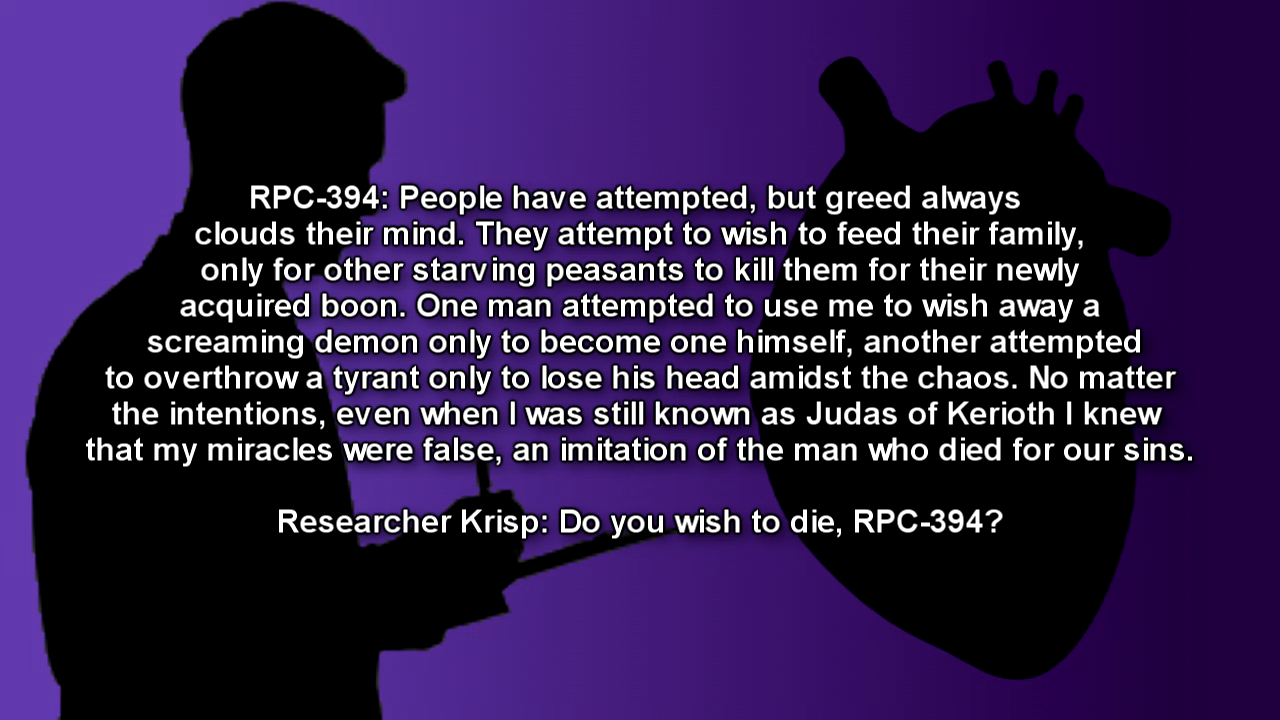 RPC-394: People have attempted, but greed always
clouds their mind. They attempt to wish to feed their family,
only for other starving peasants to kill them for their newly
acquired boon. One man attempted to use me to wish away a
screaming demon only to become one himself, another attempted
to overthrow a tyrant only to lose his head amidst the chaos. No matter
the intentions, even when I was still known as Judas of Kerioth I knew
that my miracles were false, an imitation of the man who died for our sins.
Researcher Krisp: Do you wish to die, RPC-394?